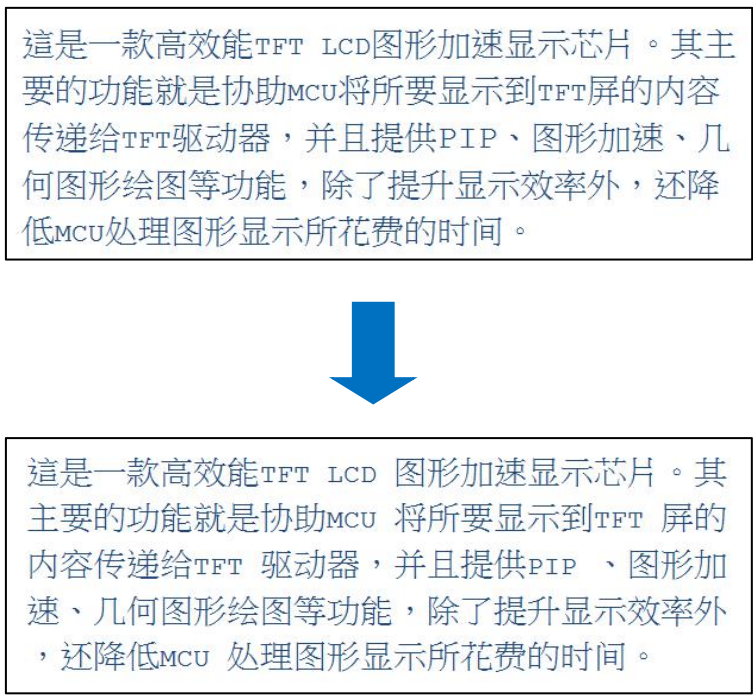 這是一款高效能TFT LCD图形加速显示芯片。其主
要的功能就是协助MCU将所要显示到TFT屏的内容
传递给TFT驱动器，并且提供PIP、图形加速、几
何图形绘图等功能，除了提升显示效率外，还降
低MCU处理图形显示所花费的时间。
這是一款高效能TFT LCD 图形加速显示芯片。其
主要的功能就是协助MCU 将所要显示到TFT 屏的
内容传递给TFT 驱动器，并且提供PIP 、图形加
速、几何图形绘图等功能，除了提升显示效率外
，还降低MCU 处理图形显示所花费的时间。